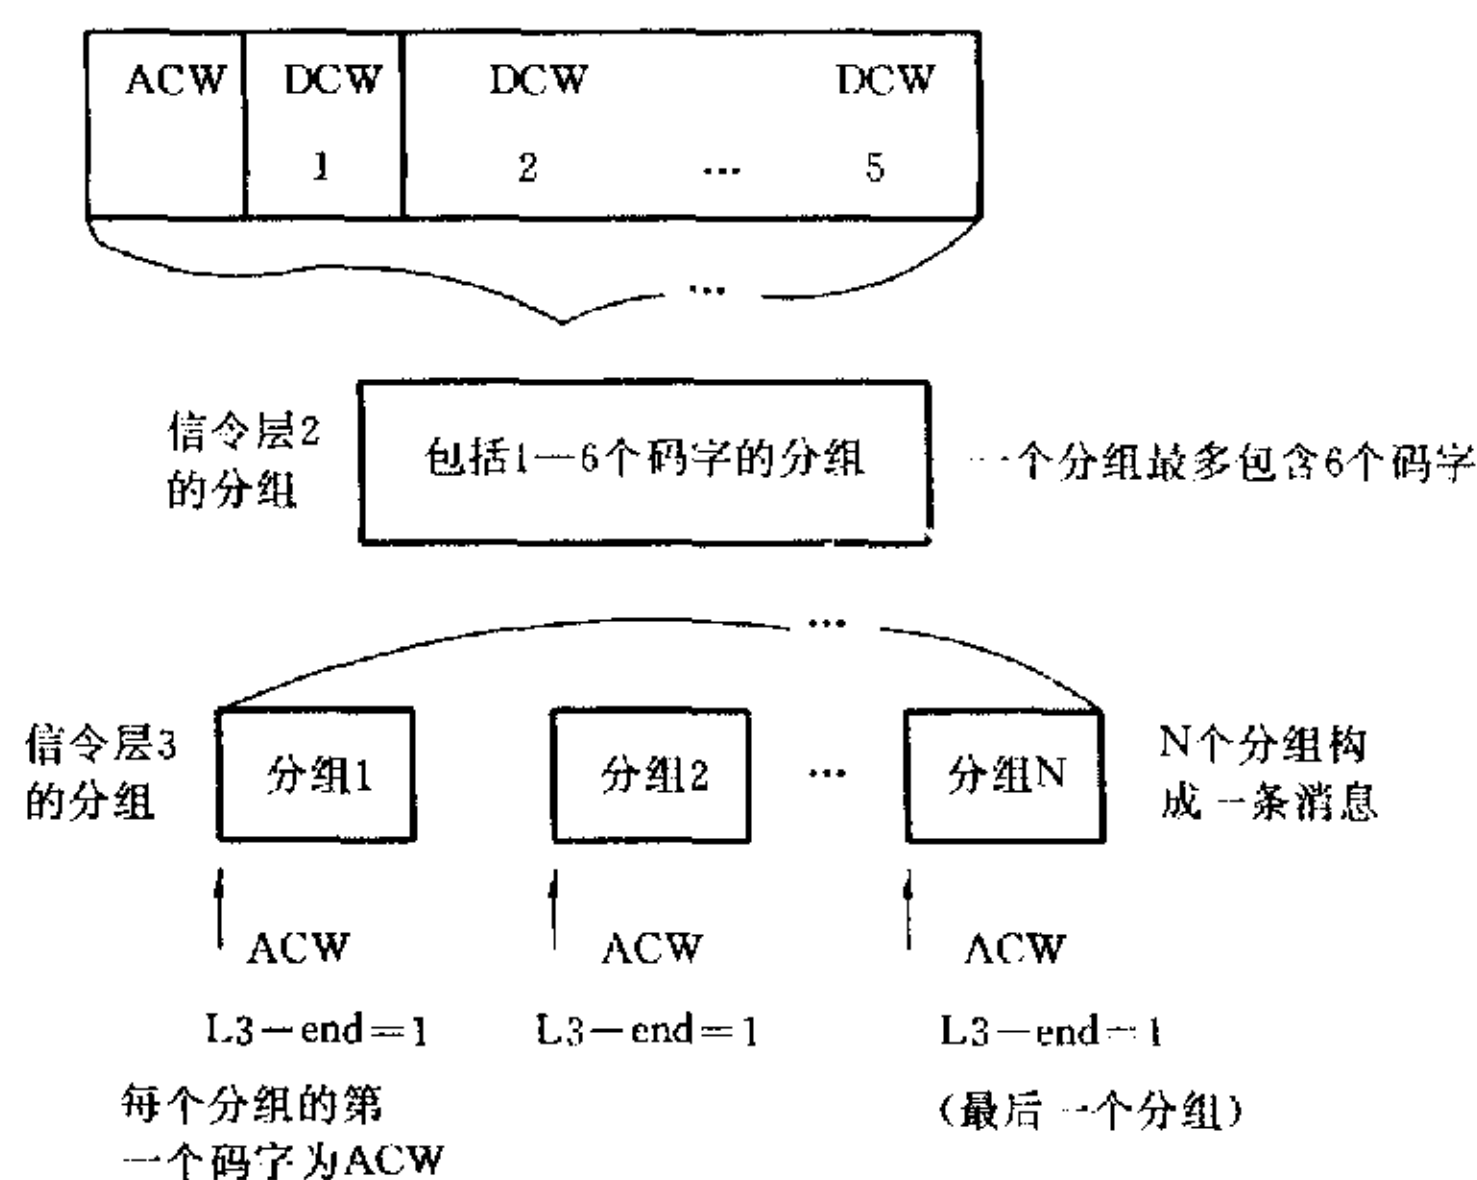 ACW DCW DCW DCW
1 2 … 5
…
信令层2
的分组
包括1—6个码字的分组
一个分组最多包含6个码字
…
信令层3
的分组
分组1 分组2 … 分组N
N个分组构
成一条消息
ACW ACW ACW
L3—end=1 L3—end=1 L3—end=1
每个分组的第
一个码字为ACW
(最后一个分组)